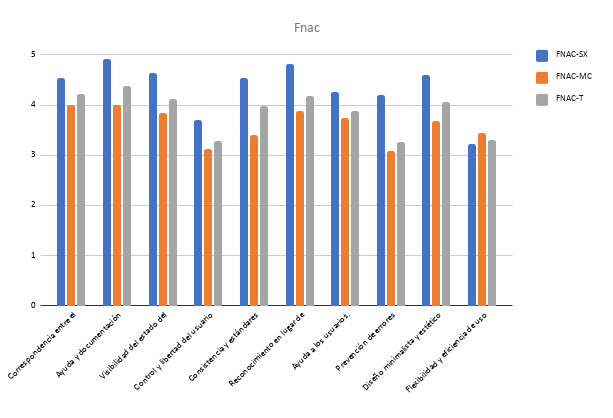 Fnac
5
4
3
2
1
0
FNAC-SX
FNAC-MC
FNAC-T
Correspondencia entre el
Ayuda y documentación
Visibilidad del estado del
Control y libertad del usuario
Consistencia y estándares
Reconocimiento en lugar de
Ayuda a los usuarios.
Prevención de errores
Diseño minimalista y estético
Flexibilidad y eficiencia de uso